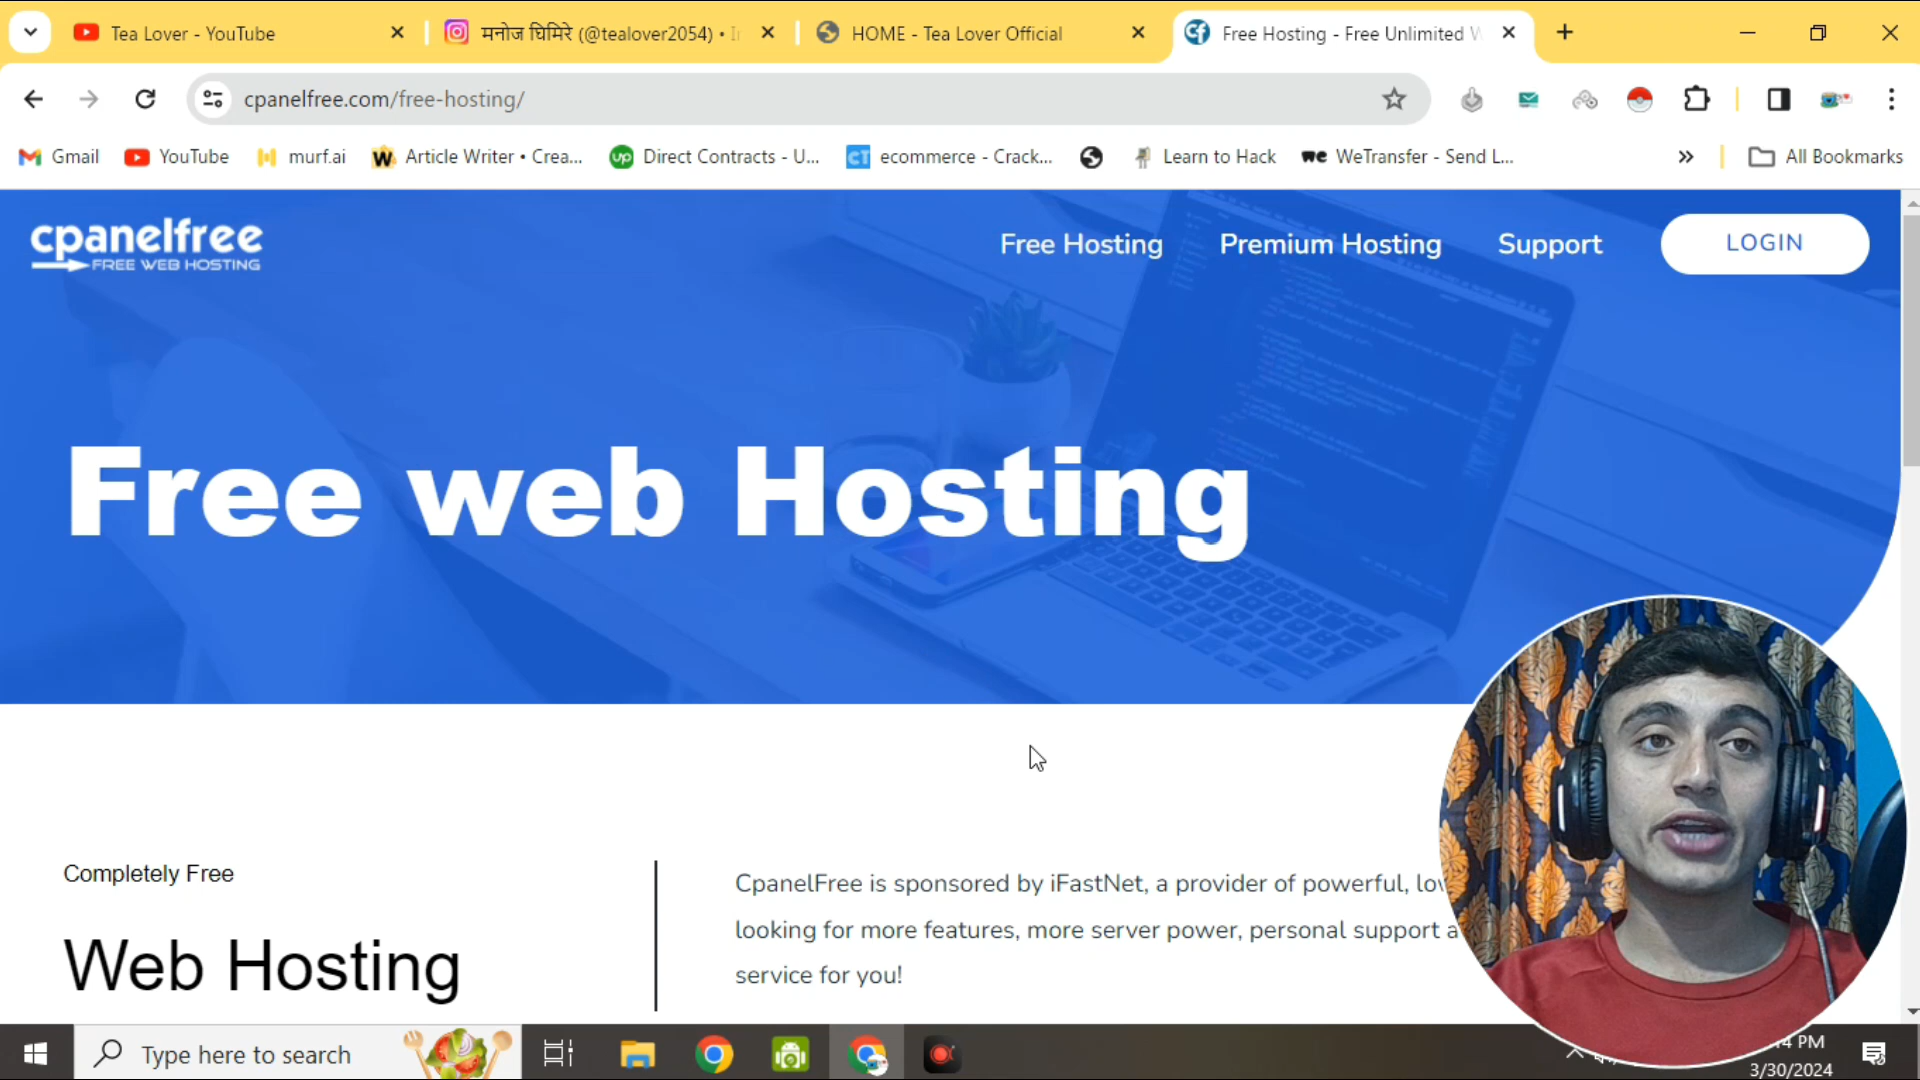 Tea Lover - YouTube
मनोज घिमिरे (@tealover2054) •
HOME - Tea Lover Official
Free Hosting - Free Unlimited
cpanelfree.com/free-hosting/
Gmail
YouTube
murf.ai
Article Writer • Crea...
Direct Contracts - U...
ecommerce - Crack...
Learn to Hack
WeTransfer - Send L...
All Bookmarks
cpanelfree
FREE WEB HOSTING
Free Hosting
Premium Hosting
Support
LOGIN
Free web Hosting
Completely Free
Web Hosting
CpanelFree is sponsored by iFastNet, a provider of powerful,
looking for more features, more server power, personal support
service for you!
Type here to search
PM
3/30/2024